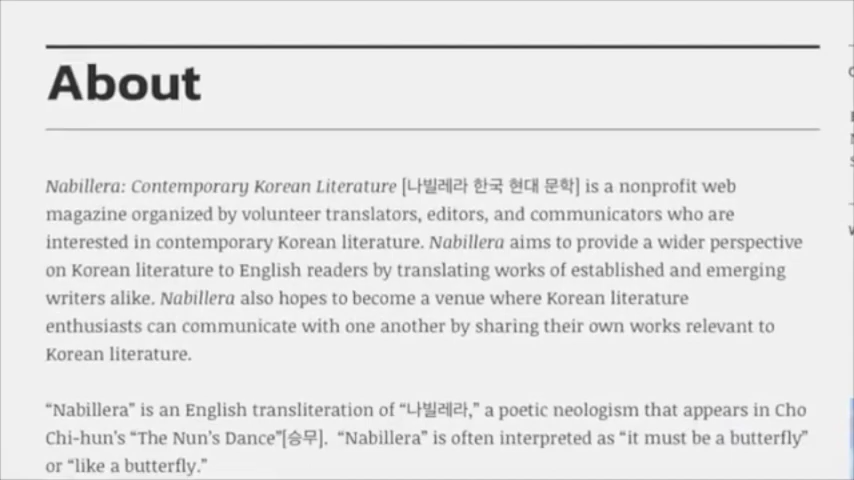 About
Nabillera: Contemporary Korean Literature [나빌레라 한국 현대 문학] is a nonprofit web
magazine organized by volunteer translators, editors, and communicators who are
interested in contemporary Korean literature. Nabillera aims to provide a wider perspective
on Korean literature to English readers by translating works of established and emerging
writers alike. Nabillera also hopes to become a venue where Korean literature
enthusiasts can communicate with one another by sharing their own works relevant to
Korean literature.
“Nabillera” is an English transliteration of “나빌레라,” a poetic neologism that appears in Cho
Chi-hun’s “The Nun’s Dance”[승무].  “Nabillera” is often interpreted as “it must be a butterfly”
or “like a butterfly.”